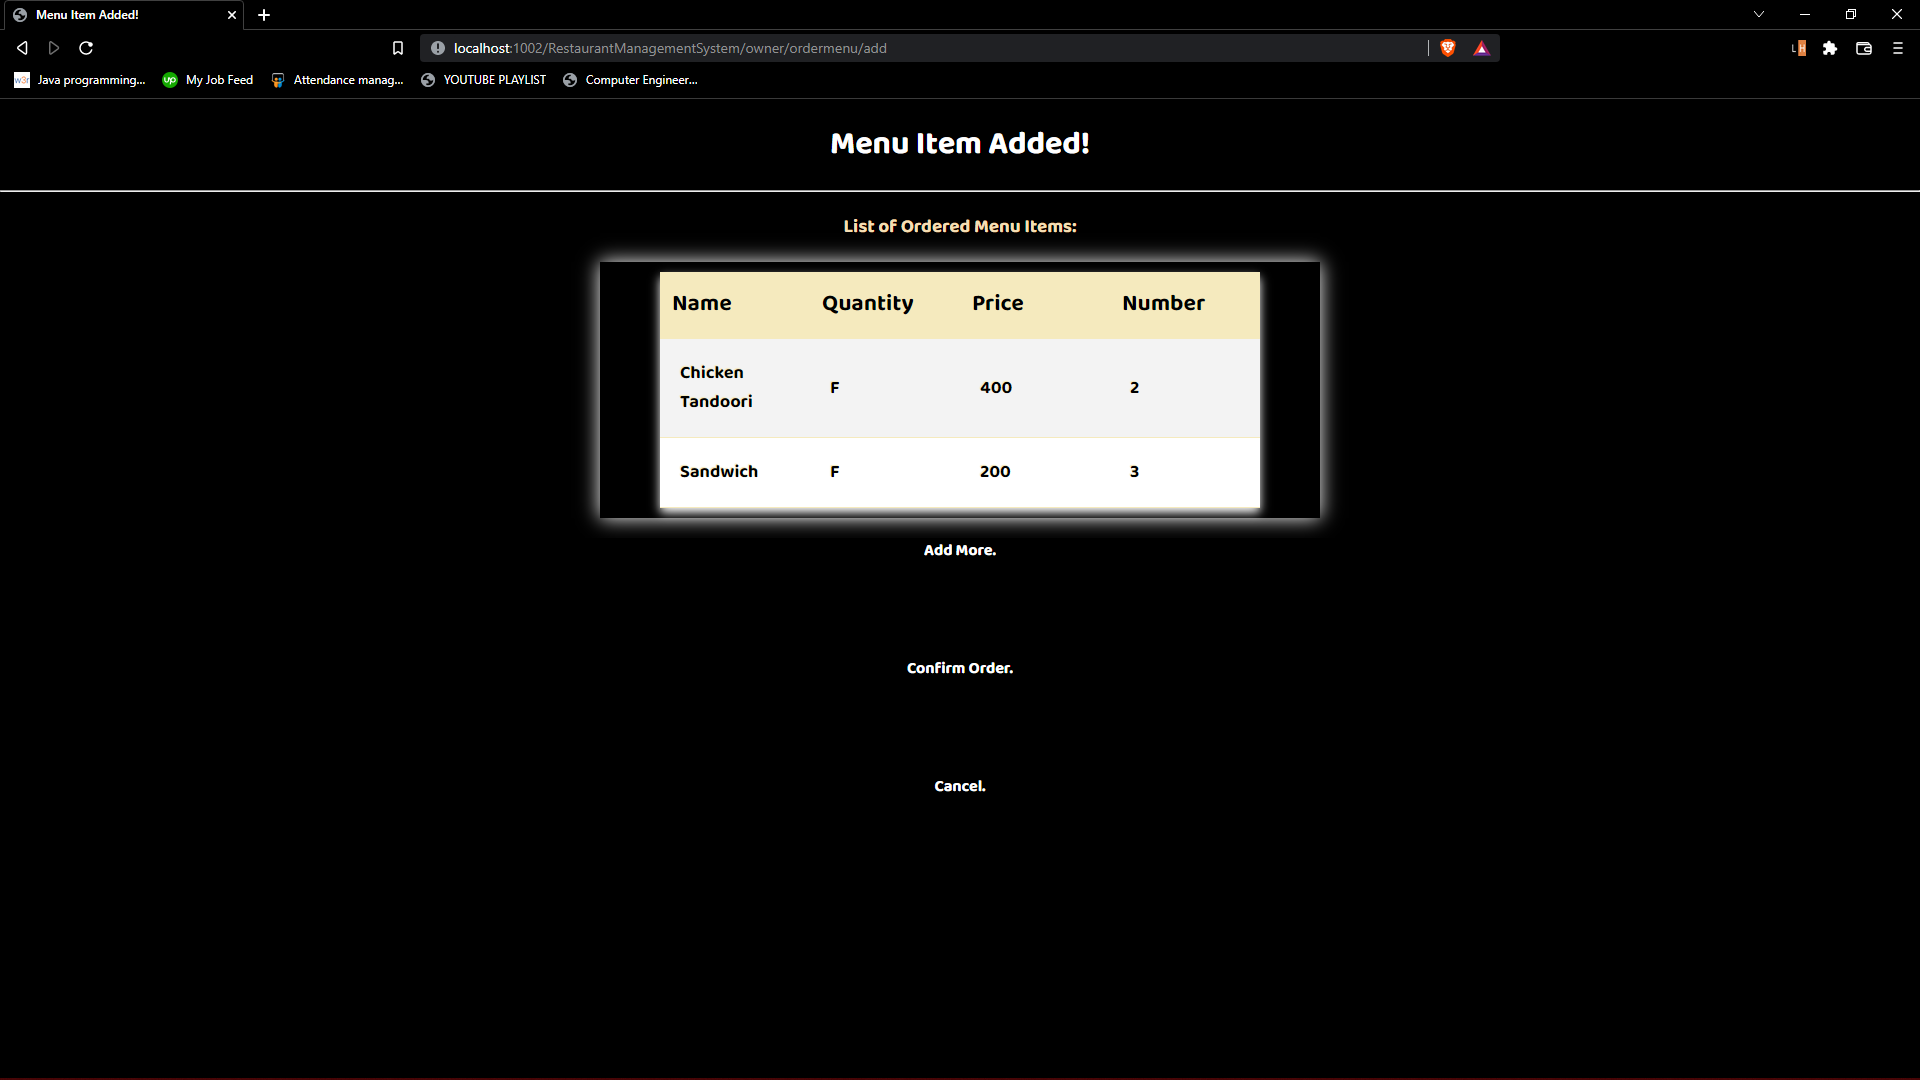 Menu Item Added!
localhost:1002/RestaurantManagementSystem/owner/ordermenu/add
Java programming... My Job Feed Attendance manag... YOUTUBE PLAYLIST Computer Engineer...
Menu Item Added!
List of Ordered Menu Items:
Name Quantity Price Number
Chicken
Tandoori F 400 2
Sandwich F 200 3
Add More.
Confirm Order.
Cancel.